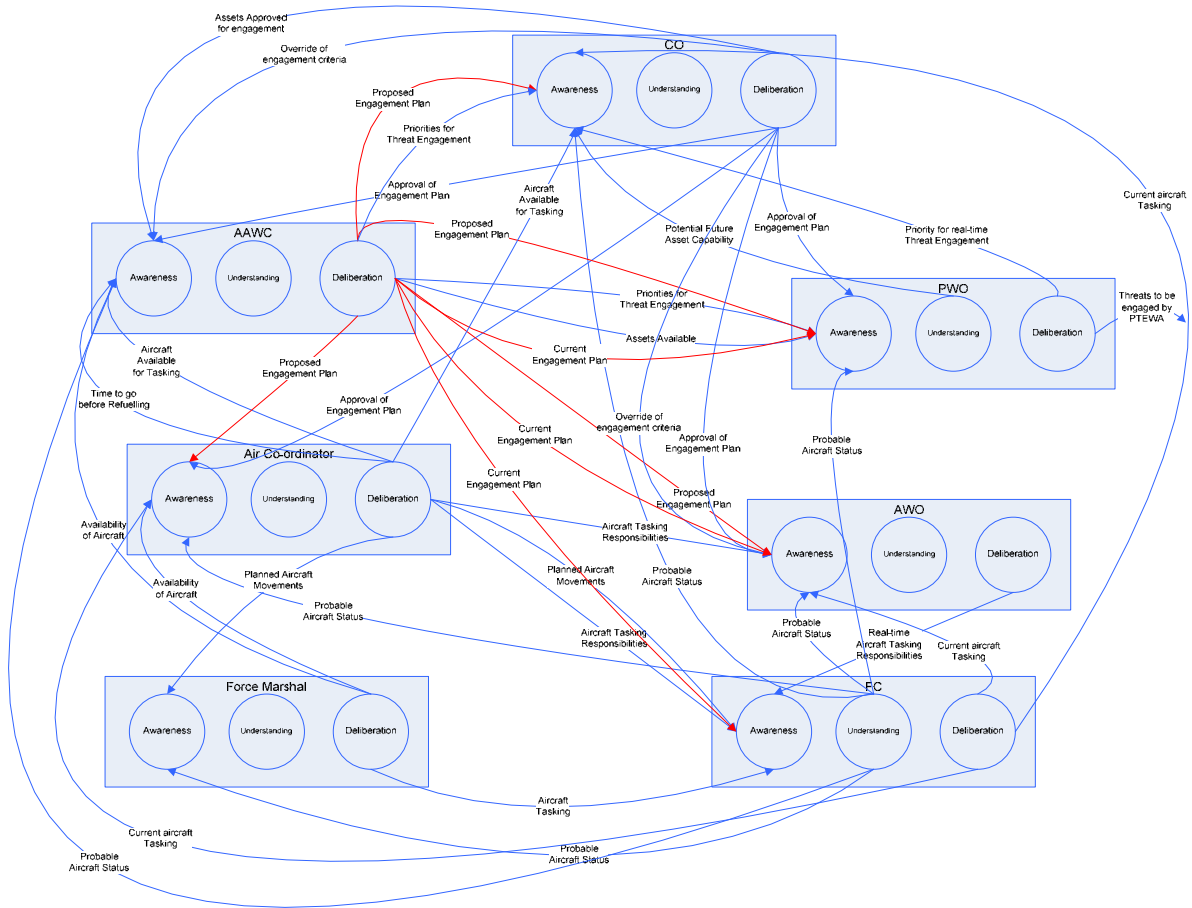 Assets Approved
for engagement
Override of
engagement criteria
CO
Awareness
Understanding
Deliberation
Proposed
Engagement Plan
Priorities for
Threat Engagement
Approval of
Engagement Plan
Aircraft
Available
for Tasking
Current aircraft
Tasking
AAWC
Awareness
Understanding
Deliberation
Proposed
Engagement Plan
Potential Future
Asset Capability
Approval of
Engagement Plan
Priority for real-time
Threat Engagement
PWO
Awareness
Understanding
Deliberation
Threats to be
engaged by
PTEWA
Priorities for
Threat Engagement
Assets Available
Current
Engagement Plan
Aircraft
Available
for Tasking
Proposed
Engagement Plan
Time to go
before Refuelling
Approval of
Engagement Plan
Override of
engagement criteria
Current
Engagement Plan
Approval of
Engagement Plan
Probable
Aircraft Status
Air Co-ordinator
Awareness
Understanding
Deliberation
Current
Engagement Plan
Proposed
Engagement Plan
AWO
Awareness
Understanding
Deliberation
Availability
of Aircraft
Aircraft Tasking
Responsibilities
Planned Aircraft
Movements
Availability
of Aircraft
Planned Aircraft
Movements
Probable
Aircraft Status
Probable
Aircraft Status
Aircraft Tasking
Responsibilities
Probable
Aircraft Status
Real-time
Aircraft Tasking
Responsibilities
Current aircraft
Tasking
Force Marshal
Awareness
Understanding
Deliberation
FC
Awareness
Understanding
Deliberation
Aircraft
Tasking
Current aircraft
Tasking
Probable
Aircraft Status
Probable
Aircraft Status